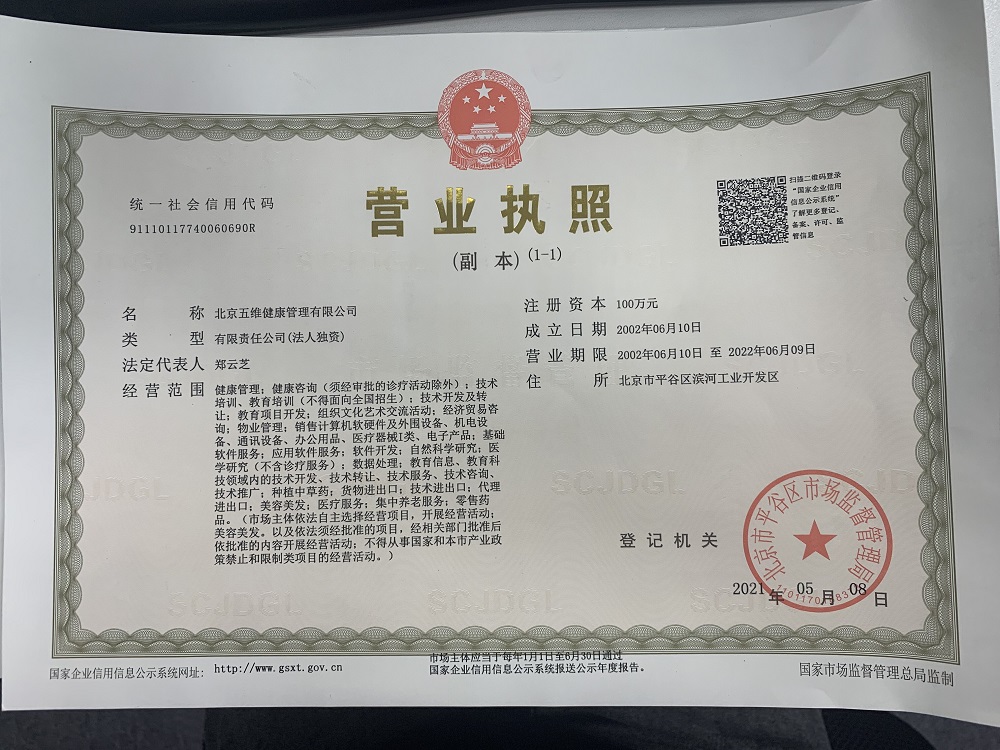 统一社会信用代码
91110117740060690R
营业执照
(副 本) (1-1)
扫描二维码登录
“国家企业信用
信息公示系统”
了解更多登记、
备案、许可、监
管信息
名 称 北京五维健康管理有限公司
类 型 有限责任公司(法人独资)
法定代表人 郑云芝
经营范围 健康管理；健康咨询（须经审批的诊疗活动除外）；技术
培训、教育培训（不得面向全国招生）；技术开发及转
让；教育项目开发；组织文化艺术交流活动；经济贸易咨
询；物业管理；销售计算机软硬件及外围设备、机电设
备、通讯设备、办公用品、医疗器械I类、电子产品；基础
软件服务；应用软件服务；软件开发；自然科学研究；医
学研究（不含诊疗服务）；数据处理；教育信息、教育科
技领域内的技术开发、技术转让、技术服务、技术咨询、
技术推广；种植中草药；货物进出口；技术进出口；代理
进出口；美容美发；医疗服务；集中养老服务；零售药
品。（市场主体依法自主选择经营项目，开展经营活动；
美容美发。以及依法须经批准的项目，经相关部门批准后
依批准的内容开展经营活动；不得从事国家和本市产业政
策禁止和限制类项目的经营活动。）
注册资本 100万元
成立日期 2002年06月10日
营业期限 2002年06月10日 至 2022年06月09日
住 所 北京市平谷区滨河工业开发区
登记机关
北京市平谷区市场监督管理局
2021年 05月 08日
国家企业信用信息公示系统网址： http://www.gsxt.gov.cn
市场主体应当于每年1月1日至6月30日通过
国家企业信用信息公示系统报送公示年度报告。
国家市场监督管理总局监制
SCJDGL